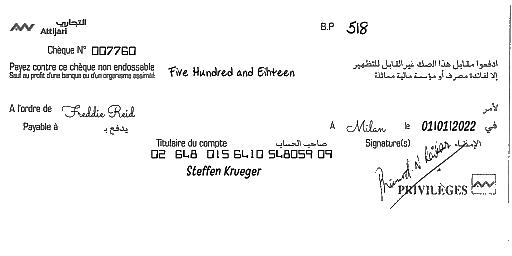 التجاري
Attijari
B.P 518
Chèque N° 007760
Payez contre ce chèque non endossable
Sauf au profit d'une banque ou d'un organisme assimilé
Five Hundred and Eihteen
ادفعوا مقابل هذا الصك غير القابل للتظهير
إلا لفائدة مصرف أو مؤسسة مالية مماثلة
A l'ordre de Freddie Reid لأمر
Payable à يدفع بـ
A Milan le 01/01/2022 في
Titulaire du compte صاحب الحساب
Signature(s) الإمضاء
02 648 015 6410 548059 09
Steffen Krueger
PRIVILÈGES